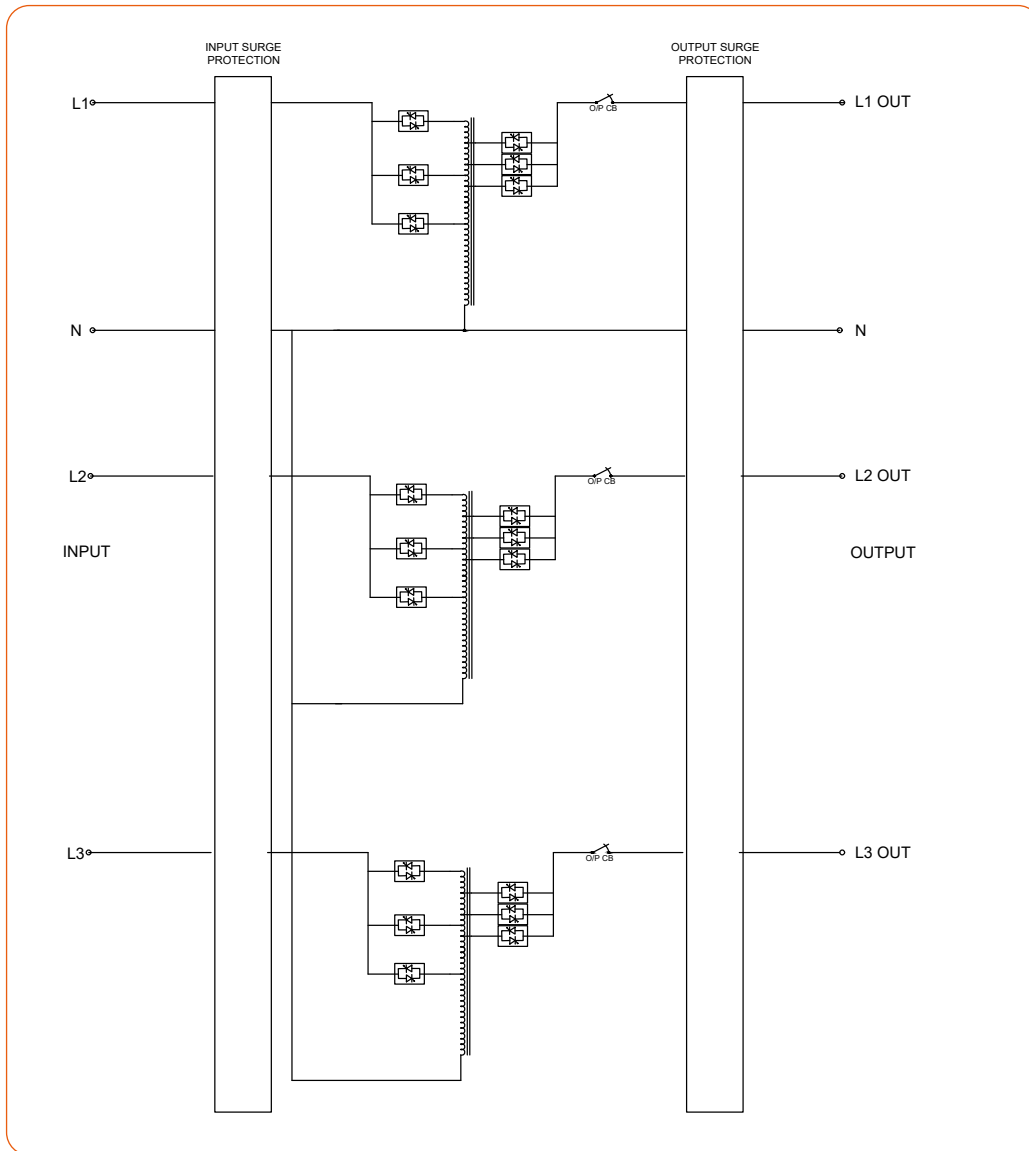 INPUT SURGE
PROTECTION
OUTPUT SURGE
PROTECTION
L1
O/P CB
L1 OUT
N
N
L2
O/P CB
L2 OUT
INPUT
OUTPUT
L3
O/P CB
L3 OUT